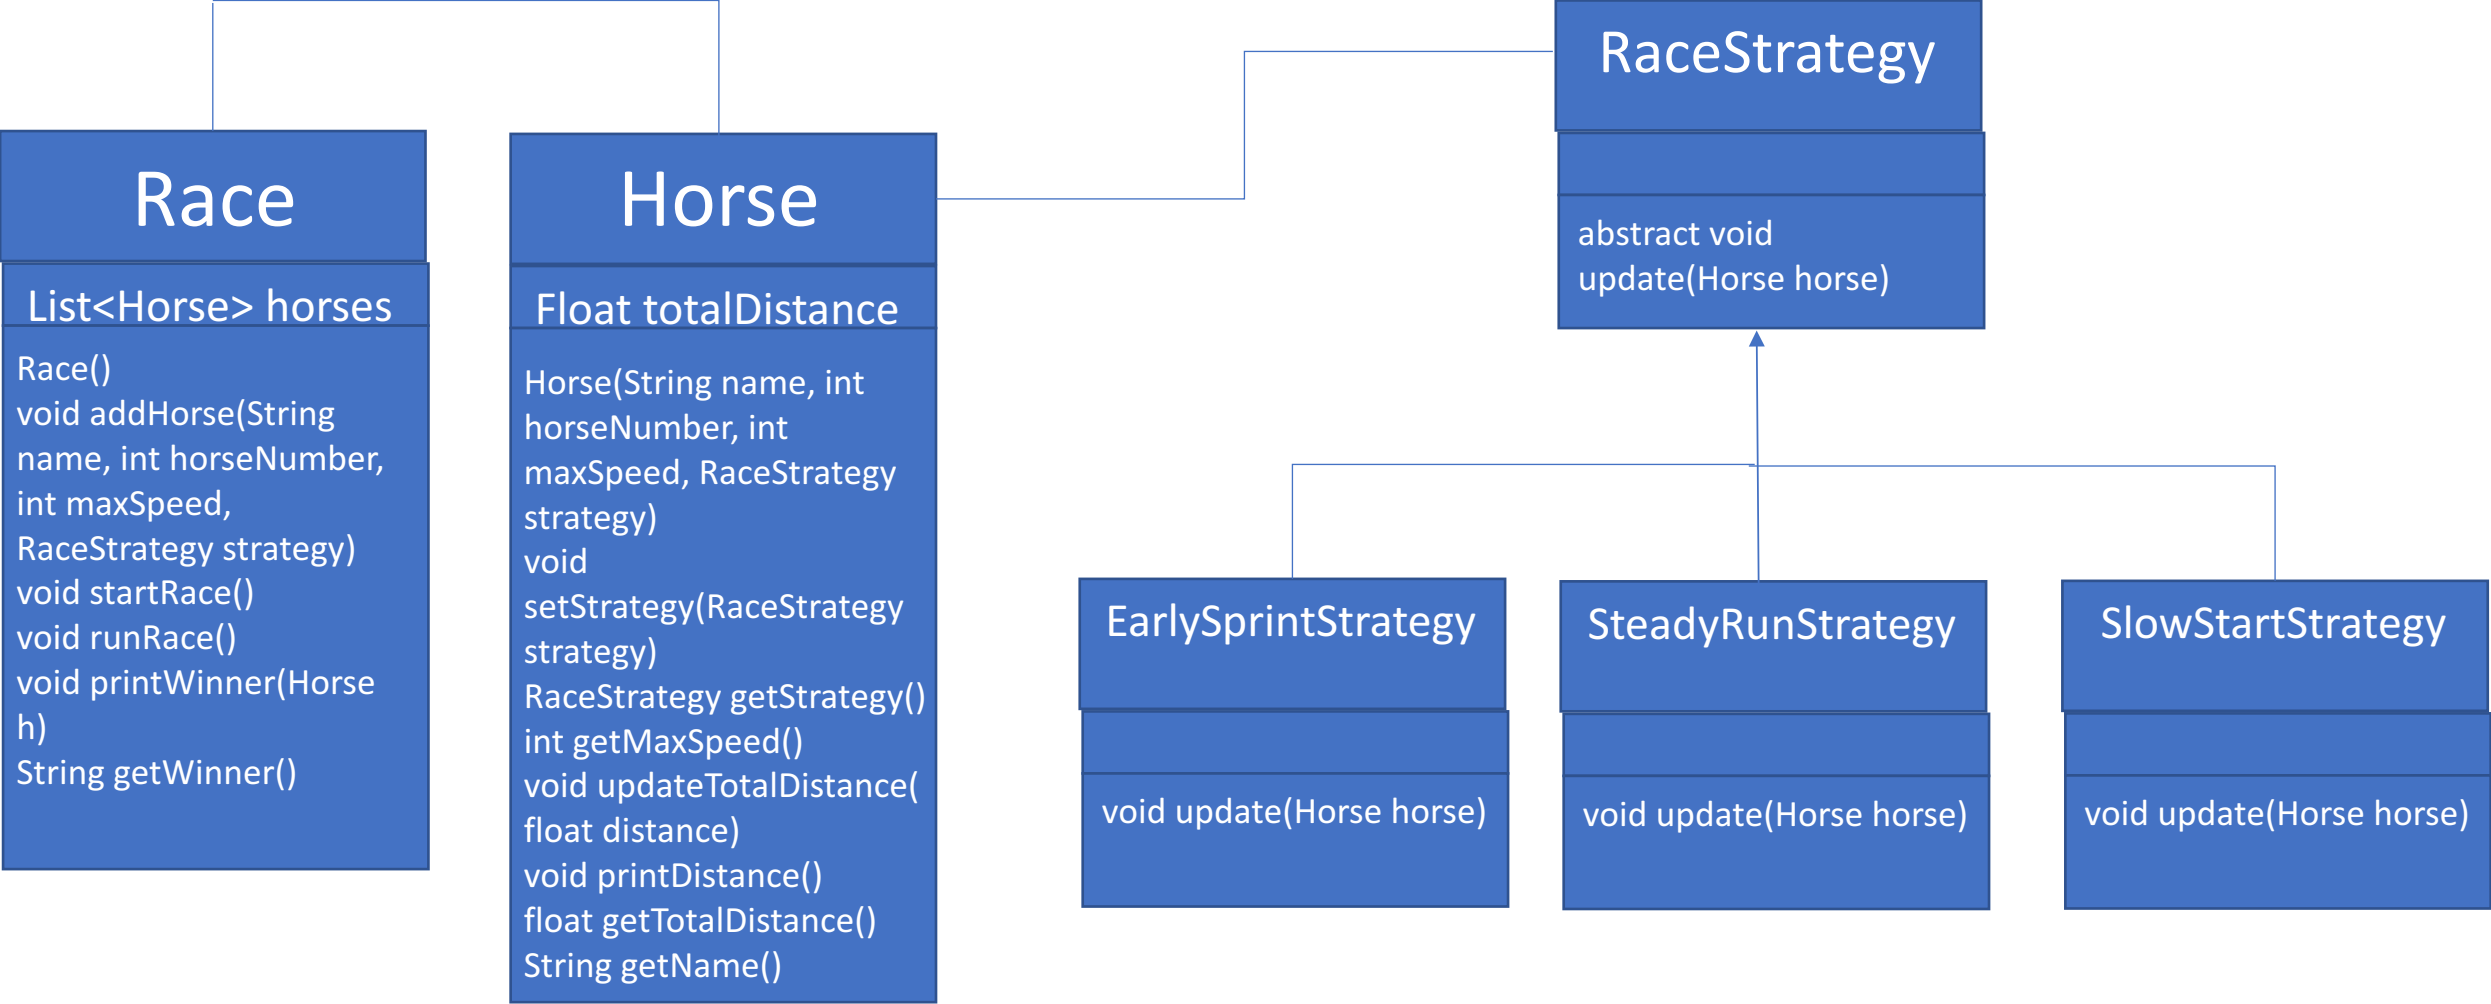 Race
List<Horse> horses
Race()
void addHorse(String
name, int horseNumber,
int maxSpeed,
RaceStrategy strategy)
void startRace()
void runRace()
void printWinner(Horse
h)
String getWinner()
Horse
Float totalDistance
Horse(String name, int
horseNumber, int
maxSpeed, RaceStrategy
strategy)
void
setStrategy(RaceStrategy
strategy)
RaceStrategy getStrategy()
int getMaxSpeed()
void updateTotalDistance(
float distance)
void printDistance()
float getTotalDistance()
String getName()
RaceStrategy
abstract void
update(Horse horse)
EarlySprintStrategy
void update(Horse horse)
SteadyRunStrategy
void update(Horse horse)
SlowStartStrategy
void update(Horse horse)